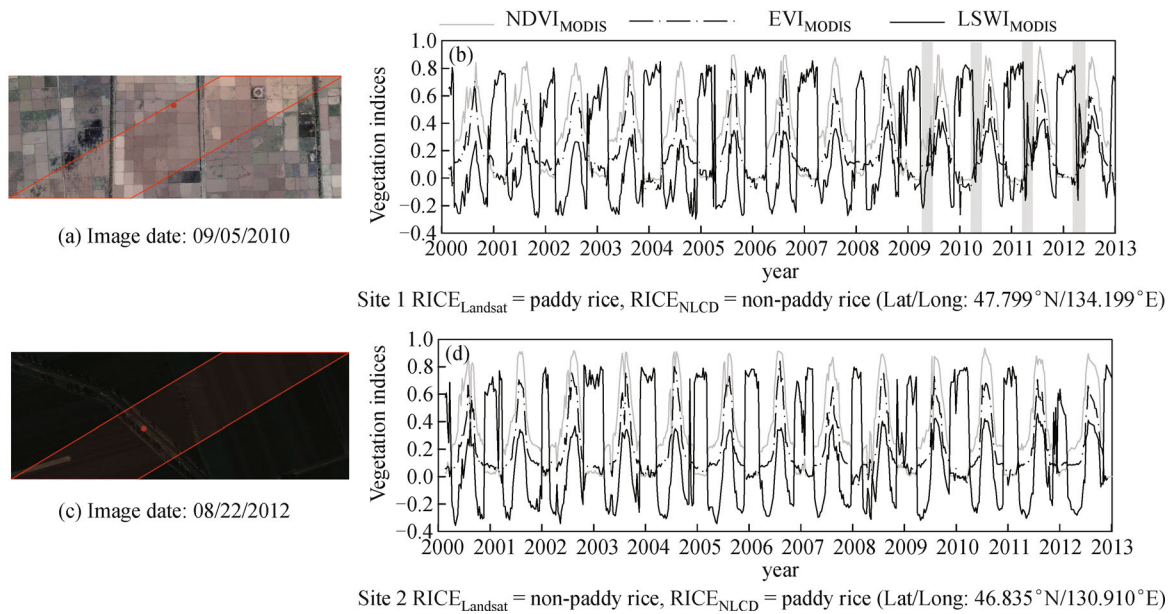 NDVI_MODIS EVI_MODIS LSWI_MODIS
(b)
Vegetation indices
1.0
0.8
0.6
0.4
0.2
0.0
−0.2
−0.4
2000 2001 2002 2003 2004 2005 2006 2007 2008 2009 2010 2011 2012 2013
year
(a) Image date: 09/05/2010
Site 1 RICE_Landsat = paddy rice, RICE_NLCD = non-paddy rice (Lat/Long: 47.799°N/134.199°E)
(d)
Vegetation indices
1.0
0.8
0.6
0.4
0.2
0.0
−0.2
−0.4
2000 2001 2002 2003 2004 2005 2006 2007 2008 2009 2010 2011 2012 2013
year
(c) Image date: 08/22/2012
Site 2 RICE_Landsat = non-paddy rice, RICE_NLCD = paddy rice (Lat/Long: 46.835°N/130.910°E)